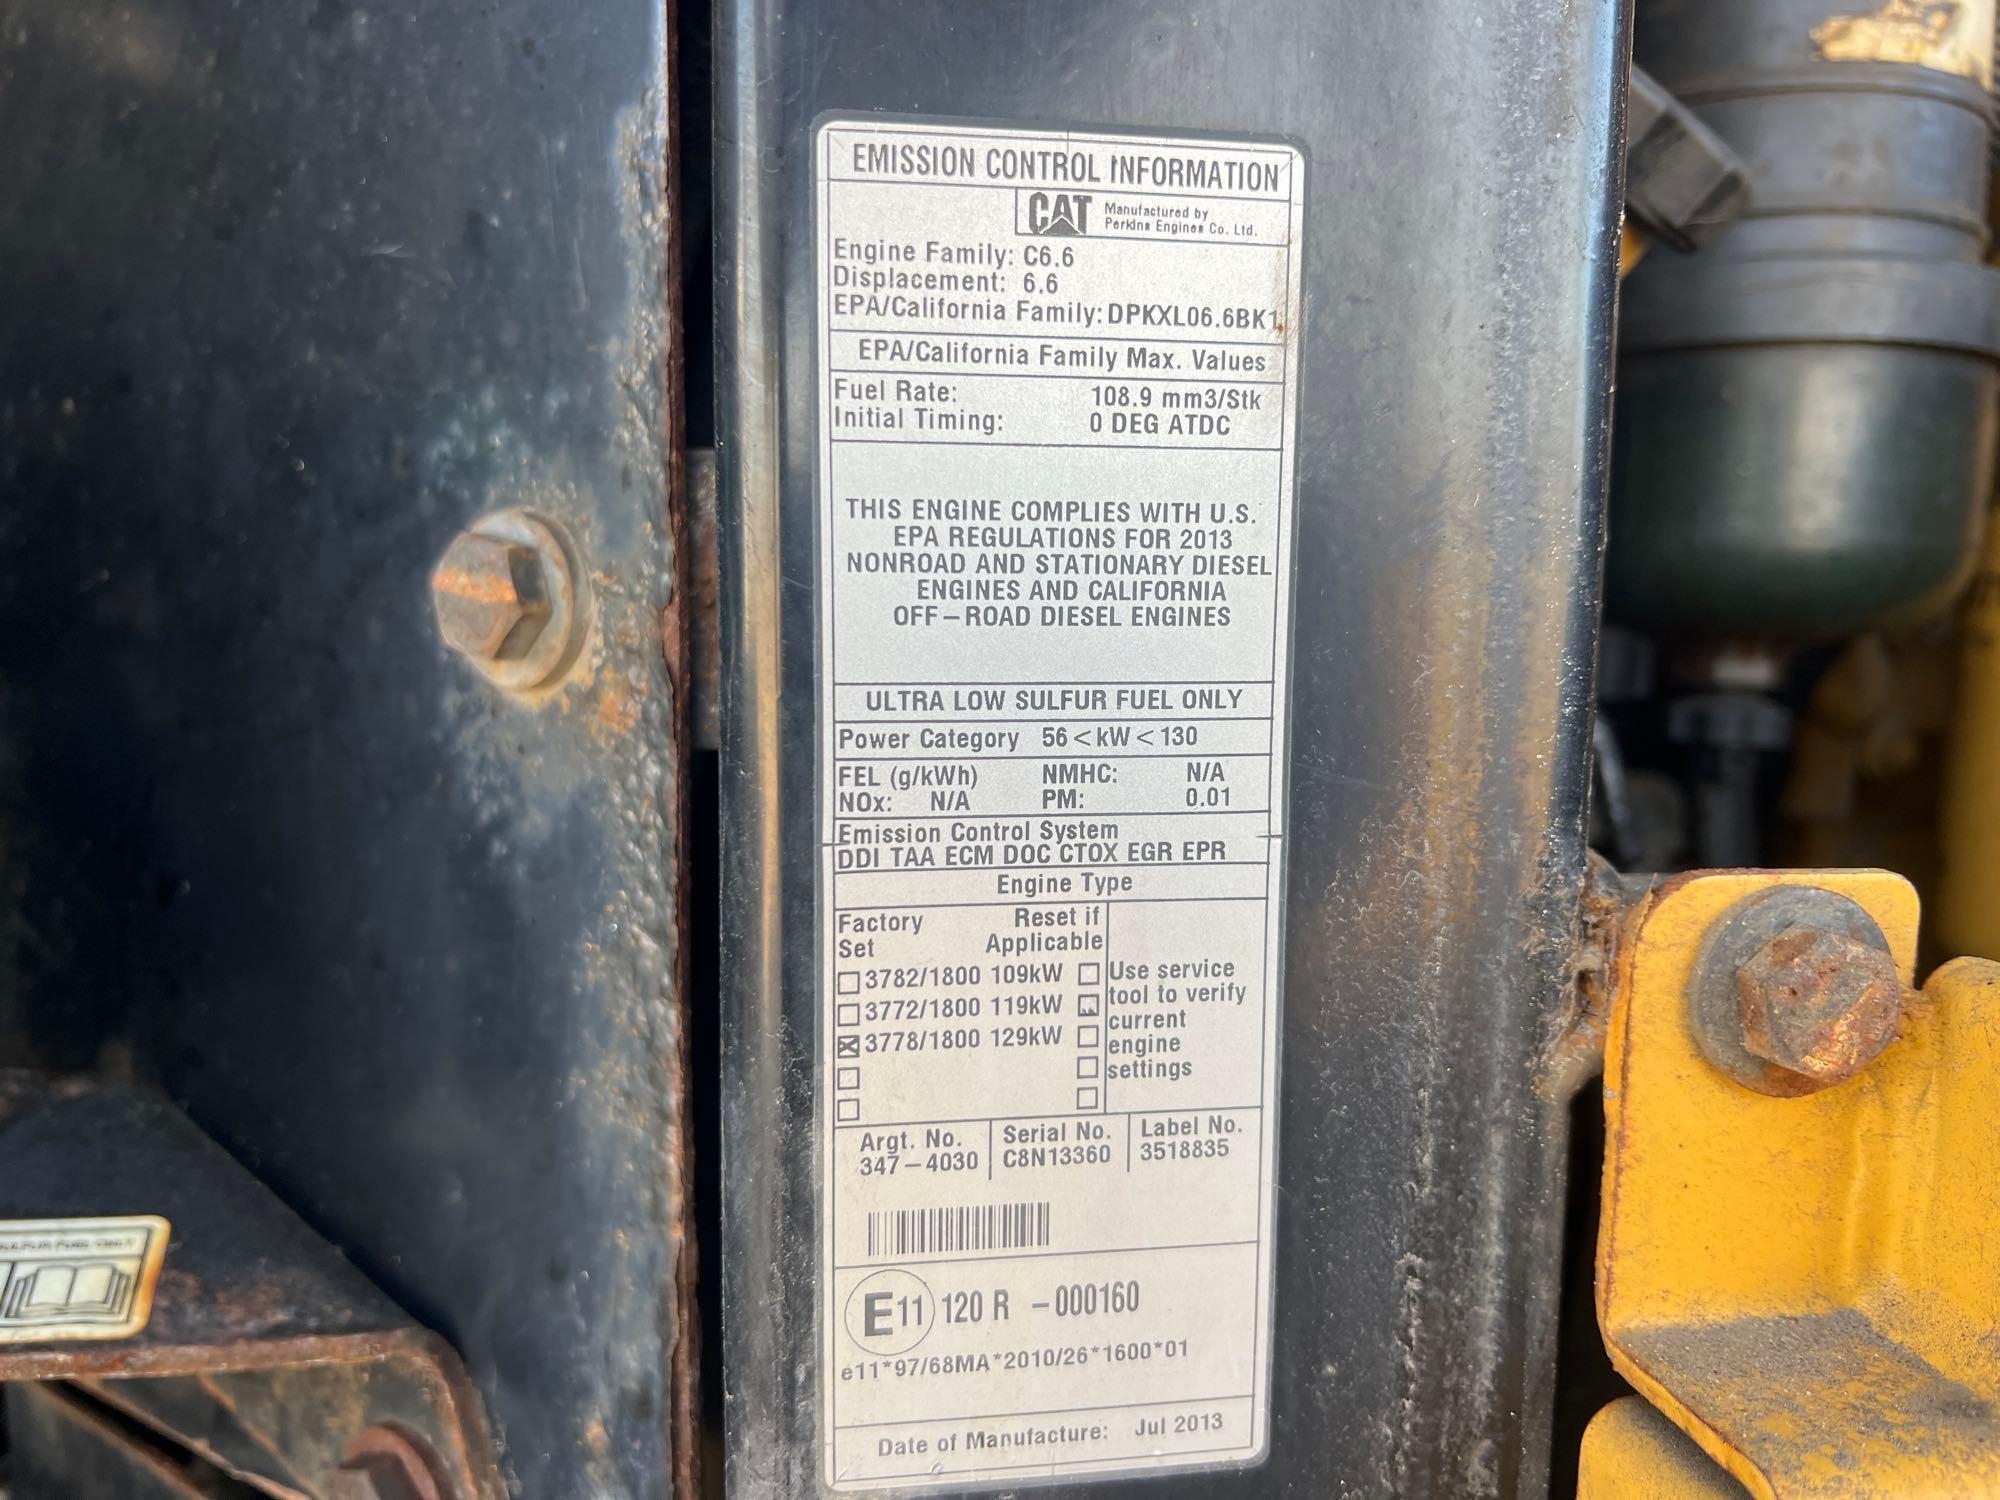 EMISSION CONTROL INFORMATION
CAT Manufactured by
Perkins Engines Co. Ltd.
Engine Family: C6.6
Displacement: 6.6
EPA/California Family: DPKXL06.6BK1
EPA/California Family Max. Values
Fuel Rate: 108.9 mm3/Stk
Initial Timing: 0 DEG ATDC
THIS ENGINE COMPLIES WITH U.S.
EPA REGULATIONS FOR 2013
NONROAD AND STATIONARY DIESEL
ENGINES AND CALIFORNIA
OFF-ROAD DIESEL ENGINES
ULTRA LOW SULFUR FUEL ONLY
Power Category 56<kW<130
FEL (g/kWh) NMHC: N/A
NOx: N/A PM: 0.01
Emission Control System
DDI TAA ECM DOC CTOX EGR EPR
Engine Type
Factory Reset if
Set Applicable
3782/1800 109kW Use service
3772/1800 119kW tool to verify
current
3778/1800 129kW engine
settings
Argt. No. Serial No. Label No.
347-4030 C8N13360 3518835
E11 120 R -000160
e11*97/68MA*2010/26*1600*01
Date of Manufacture: Jul 2013
SULFUR FUEL ONLY